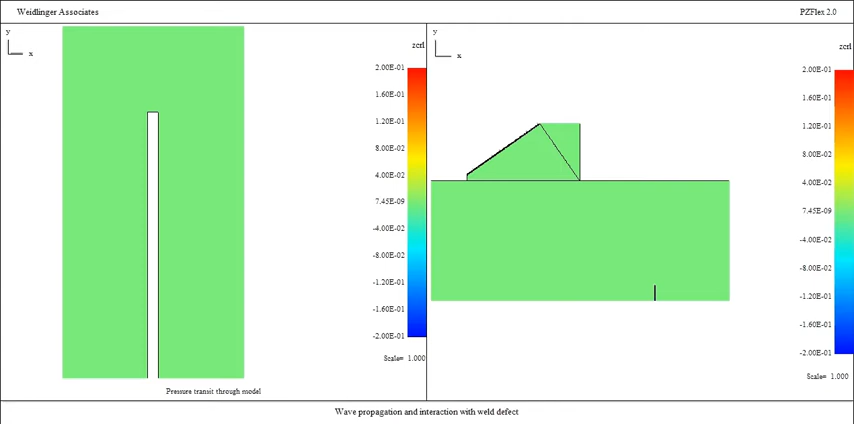 Weidlinger Associates
PZFlex 2.0
y
x
zcrl
2.00E-01
1.60E-01
1.20E-01
8.00E-02
4.00E-02
7.45E-09
-4.00E-02
-8.00E-02
-1.20E-01
-1.60E-01
-2.00E-01
Scale= 1.000
Pressure transit through model
y
x
zcrl
2.00E-01
1.60E-01
1.20E-01
8.00E-02
4.00E-02
7.45E-09
-4.00E-02
-8.00E-02
-1.20E-01
-1.60E-01
-2.00E-01
Scale= 1.000
Wave propagation and interaction with weld defect